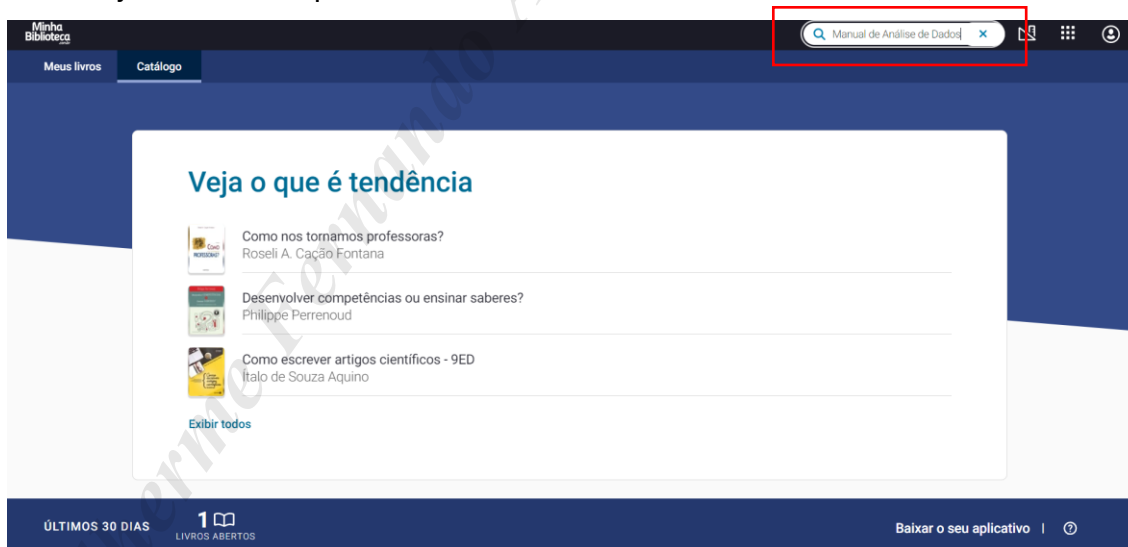 Minha
Biblioteca
Manual de Análise de Dados
Meus livros Catálogo
Veja o que é tendência
Como nos tornamos professoras?
Roseli A. Cação Fontana
Desenvolver competências ou ensinar saberes?
Philippe Perrenoud
Como escrever artigos científicos - 9ED
Ítalo de Souza Aquino
Exibir todos
ÚLTIMOS 30 DIAS
1
LIVROS ABERTOS
Baixar o seu aplicativo |
Fernando